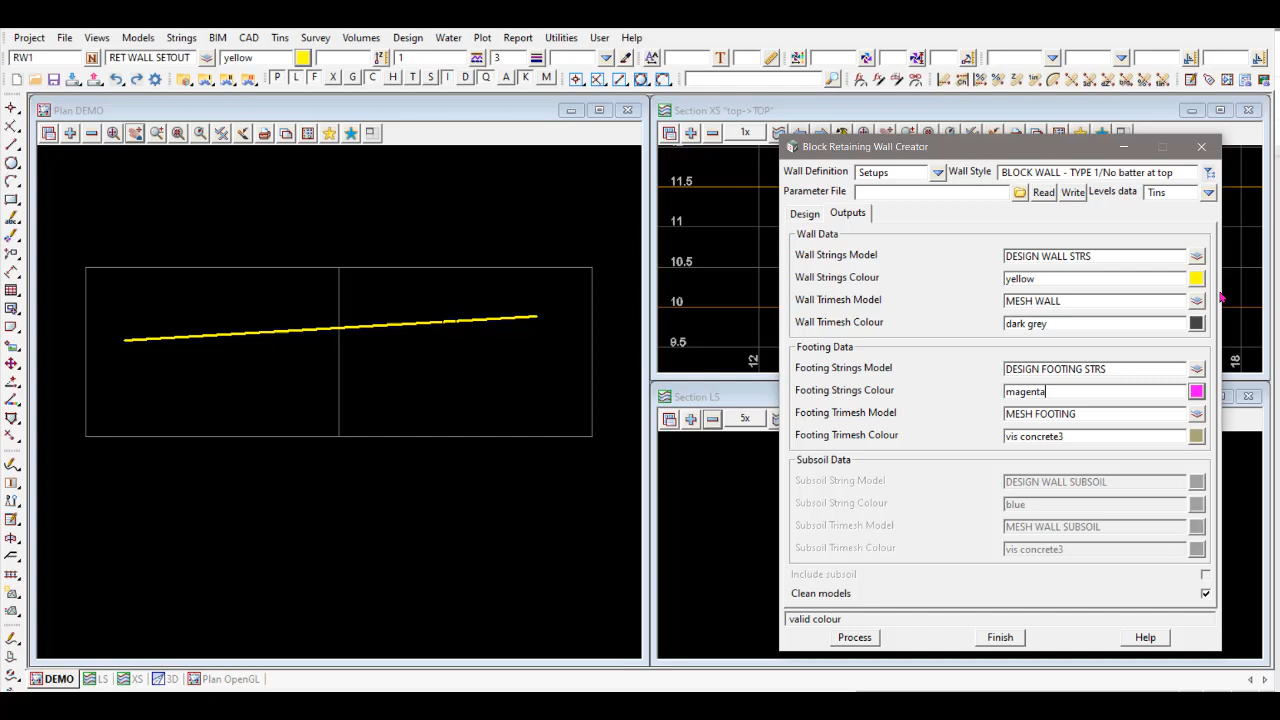 Project File Views Models Strings BIM CAD Tins Survey Volumes Design Water Plot Report Utilities User Help
RW1 N RET WALL SETOUT yellow 1 3 T
P L F X G C H T S I D Q A K M
Plan DEMO
Section XS "top->TOP"
1x
Block Retaining Wall Creator
Wall Definition Setups Wall Style BLOCK WALL - TYPE 1/No batter at top
Parameter File Read Write Levels data Tins
Design Outputs
Wall Data
Wall Strings Model DESIGN WALL STRS
Wall Strings Colour yellow
Wall Trimesh Model MESH WALL
Wall Trimesh Colour dark grey
Footing Data
Footing Strings Model DESIGN FOOTING STRS
Footing Strings Colour magenta
Footing Trimesh Model MESH FOOTING
Footing Trimesh Colour vis concrete3
Subsoil Data
Subsoil String Model DESIGN WALL SUBSOIL
Subsoil String Colour blue
Subsoil Trimesh Model MESH WALL SUBSOIL
Subsoil Trimesh Colour vis concrete3
Include subsoil
Clean models
valid colour
Process Finish Help
11.5
11
10.5
10
9.5
12 18
Section LS
5x
DEMO LS XS 3D Plan OpenGL